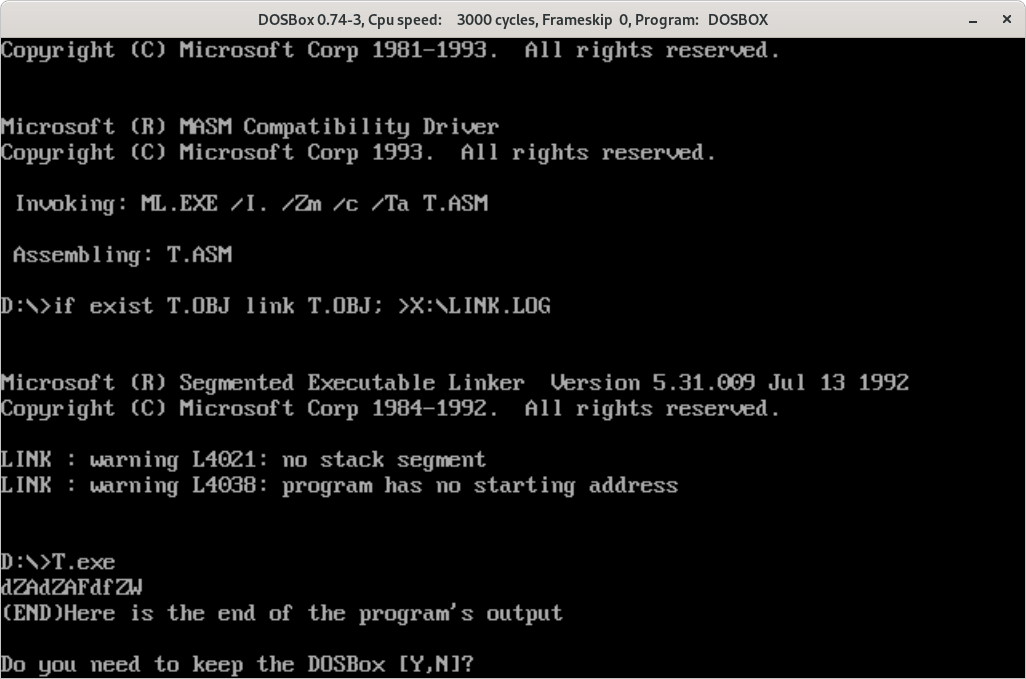 DOSBox 0.74-3, Cpu speed:    3000 cycles, Frameskip  0, Program:   DOSBOX
Copyright (C) Microsoft Corp 1981-1993.  All rights reserved.
Microsoft (R) MASM Compatibility Driver
Copyright (C) Microsoft Corp 1993.  All rights reserved.
Invoking: ML.EXE /I. /Zm /c /Ta T.ASM
Assembling: T.ASM
D:\>if exist T.OBJ link T.OBJ; >X:\LINK.LOG
Microsoft (R) Segmented Executable Linker  Version 5.31.009 Jul 13 1992
Copyright (C) Microsoft Corp 1984-1992.  All rights reserved.
LINK : warning L4021: no stack segment
LINK : warning L4038: program has no starting address
D:\>T.exe
dZAdZAFdfZW
(END)Here is the end of the program's output
Do you need to keep the DOSBox [Y,N]?